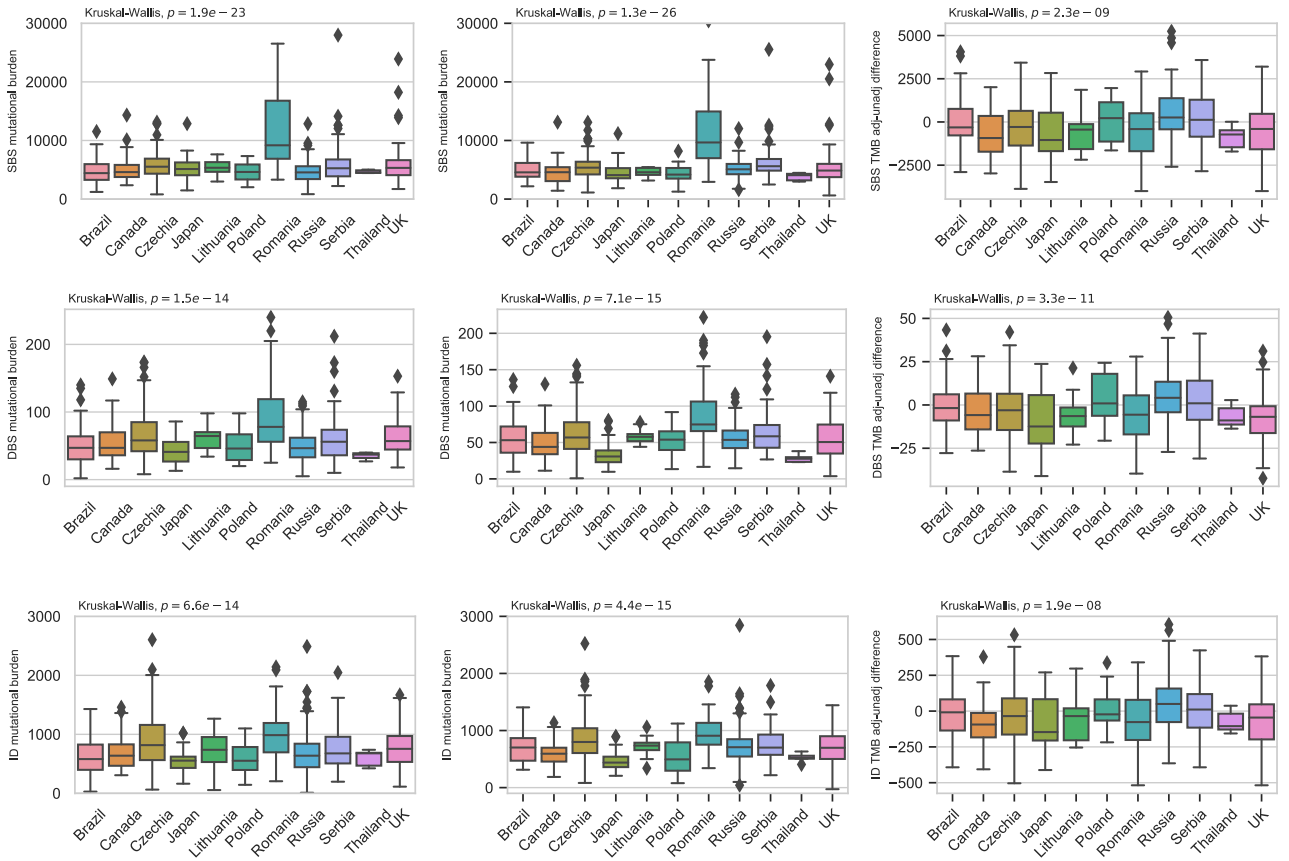 Kruskal-Wallis, p = 1.9e − 23
SBS mutational burden
30000
20000
10000
0
Brazil
Canada
Czechia
Japan
Lithuania
Poland
Romania
Russia
Serbia
Thailand
UK
Kruskal-Wallis, p = 1.3e − 26
SBS mutational burden
30000
20000
10000
0
Brazil
Canada
Czechia
Japan
Lithuania
Poland
Romania
Russia
Serbia
Thailand
UK
Kruskal-Wallis, p = 2.3e − 09
SBS TMB adj-unadj difference
5000
2500
0
−2500
Brazil
Canada
Czechia
Japan
Lithuania
Poland
Romania
Russia
Serbia
Thailand
UK
Kruskal-Wallis, p = 1.5e − 14
DBS mutational burden
200
100
0
Brazil
Canada
Czechia
Japan
Lithuania
Poland
Romania
Russia
Serbia
Thailand
UK
Kruskal-Wallis, p = 7.1e − 15
DBS mutational burden
200
150
100
50
0
Brazil
Canada
Czechia
Japan
Lithuania
Poland
Romania
Russia
Serbia
Thailand
UK
Kruskal-Wallis, p = 3.3e − 11
DBS TMB adj-unadj difference
50
25
0
−25
Brazil
Canada
Czechia
Japan
Lithuania
Poland
Romania
Russia
Serbia
Thailand
UK
Kruskal-Wallis, p = 6.6e − 14
ID mutational burden
3000
2000
1000
0
Brazil
Canada
Czechia
Japan
Lithuania
Poland
Romania
Russia
Serbia
Thailand
UK
Kruskal-Wallis, p = 4.4e − 15
ID mutational burden
3000
2000
1000
0
Brazil
Canada
Czechia
Japan
Lithuania
Poland
Romania
Russia
Serbia
Thailand
UK
Kruskal-Wallis, p = 1.9e − 08
ID TMB adj-unadj difference
500
250
0
−250
−500
Brazil
Canada
Czechia
Japan
Lithuania
Poland
Romania
Russia
Serbia
Thailand
UK